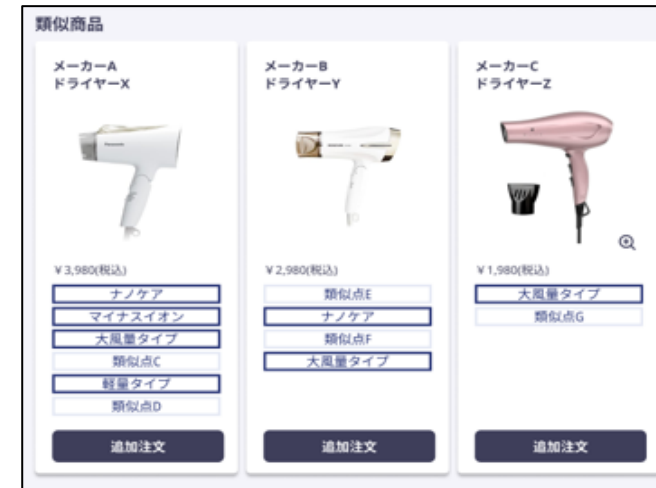 類似商品
メーカーA
ドライヤーX
Panasonic
¥3,980(税込)
ナノケア
マイナスイオン
大風量タイプ
類似点C
軽量タイプ
類似点D
追加注文
メーカーB
ドライヤーY
¥2,980(税込)
類似点E
ナノケア
類似点F
大風量タイプ
追加注文
メーカーC
ドライヤーZ
¥1,980(税込)
大風量タイプ
類似点G
追加注文